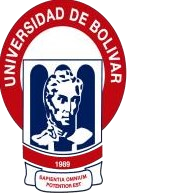 UNIVERSIDAD DE BOLIVAR
1989
SAPIENTIA OMNIUM
POTENTIOR EST